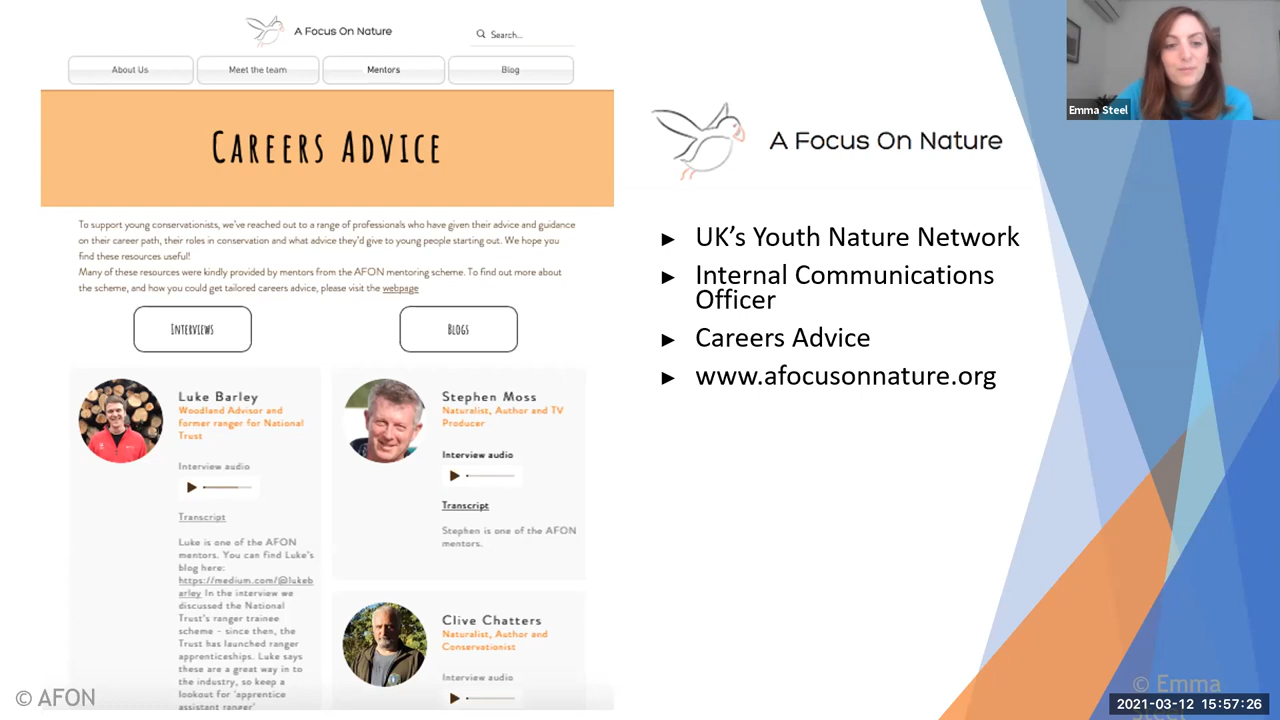 A Focus On Nature
Search...
About Us
Meet the team
Mentors
Blog
Careers Advice
To support young conservationists, we've reached out to a range of professionals who have given their advice and guidance
on their career path, their roles in conservation and what advice they'd give to young people starting out. We hope you
find these resources useful!
Many of these resources were kindly provided by mentors from the AFON mentoring scheme. To find out more about
the scheme, and how you could get tailored careers advice, please visit the webpage
Interviews
Blogs
Luke Barley
Woodland Advisor and
former ranger for National
Trust
Interview audio
Transcript
Luke is one of the AFON
mentors. You can find Luke's
blog here:
https://medium.com/@lukeb
arley In the interview we
discussed the National
Trust's ranger trainee
scheme - since then, the
Trust has launched ranger
apprenticeships. Luke says
these are a great way in to
the industry, so keep a
lookout for 'apprentice
assistant ranger'
Stephen Moss
Naturalist, Author and TV
Producer
Interview audio
Transcript
Stephen is one of the AFON
mentors.
Clive Chatters
Naturalist, Author and
Conservationist
Interview audio
© AFON
A Focus On Nature
► UK's Youth Nature Network
► Internal Communications
Officer
► Careers Advice
► www.afocusonnature.org
Emma Steel
© Emma
Steel
2021-03-12 15:57:26